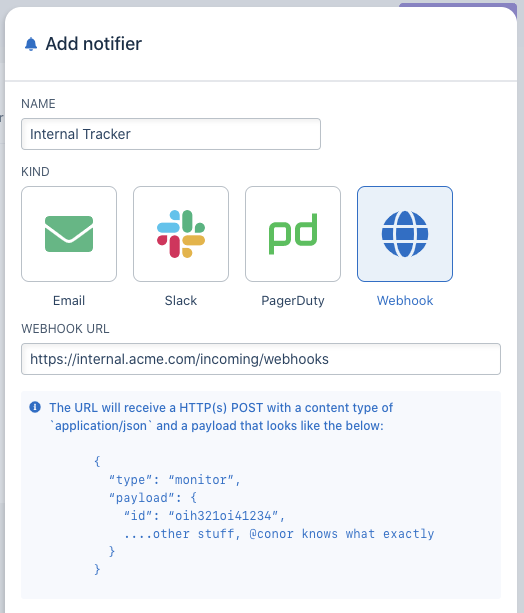 Add notifier
NAME
Internal Tracker
KIND
pd
Email
Slack
PagerDuty
Webhook
WEBHOOK URL
https://internal.acme.com/incoming/webhooks
The URL will receive a HTTP(s) POST with a content type of
`application/json` and a payload that looks like the below:
{
“type”: “monitor”,
“payload”: {
“id”: “oih321oi41234”,
....other stuff, @conor knows what exactly
}
}